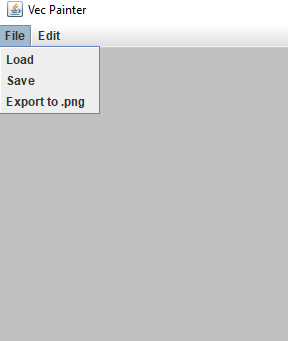 Vec Painter
File Edit
Load
Save
Export to .png